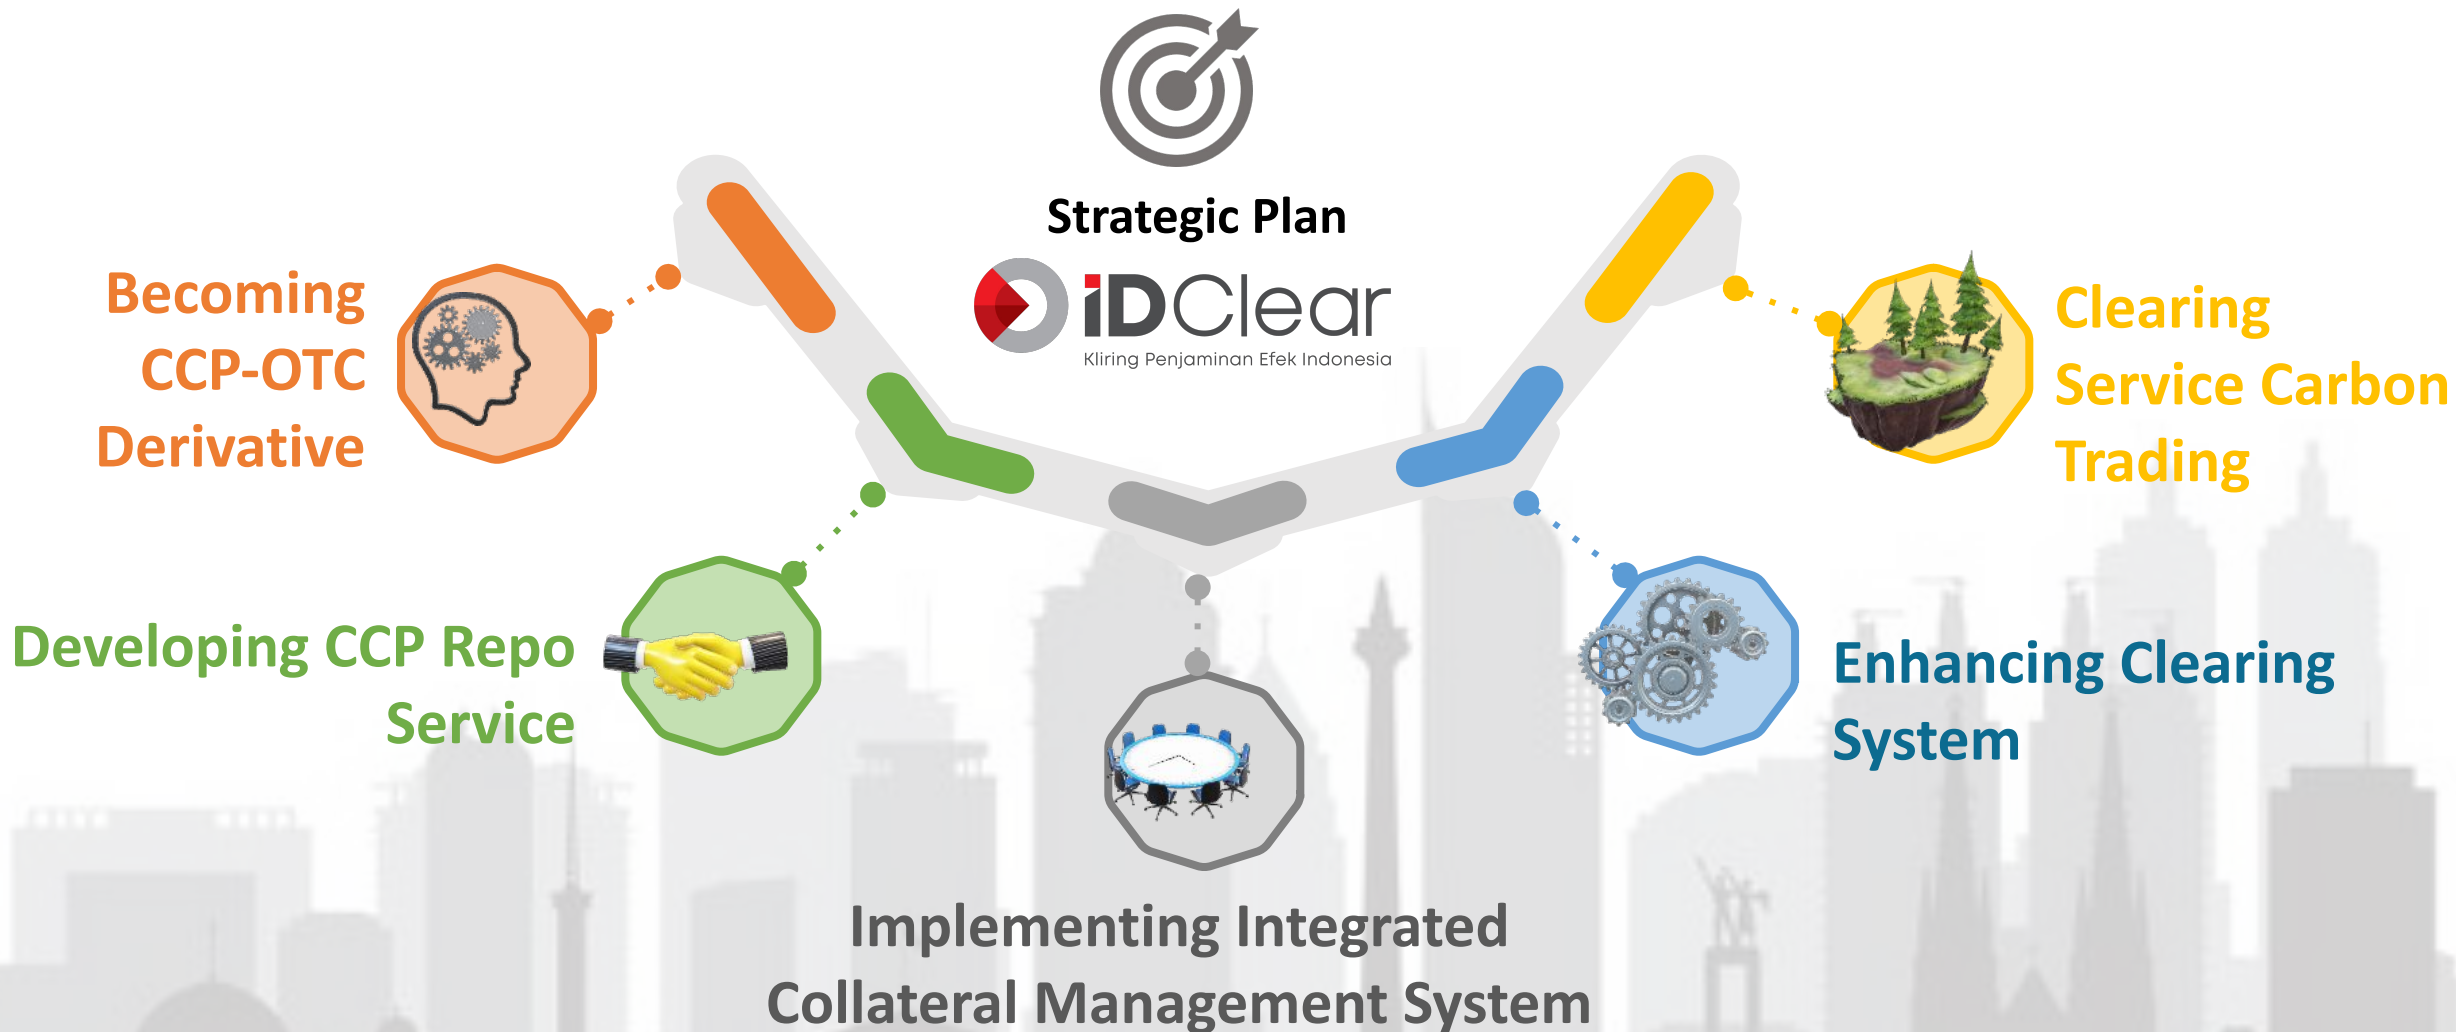 Strategic Plan
iDClear
Kliring Penjaminan Efek Indonesia
Becoming
CCP-OTC
Derivative
Developing CCP Repo
Service
Implementing Integrated
Collateral Management System
Enhancing Clearing
System
Clearing
Service Carbon
Trading